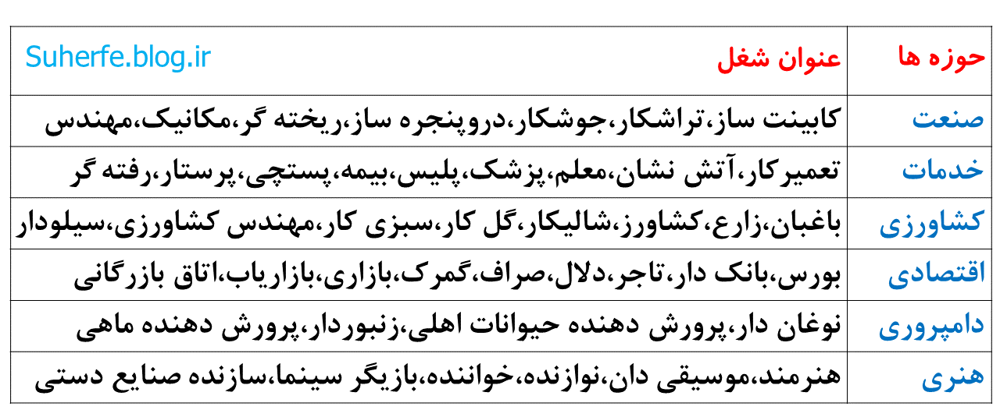 حوزه ها عنوان شغل Suherfe.blog.ir
صنعت کابینت ساز،تراشکار،جوشکار،دروپنجره ساز،ریخته گر،مکانیک،مهندس
خدمات تعمیرکار،آتش نشان،معلم،پزشک،پلیس،بیمه،پستچی،پرستار،رفته گر
کشاورزی باغبان،زارع،کشاورز،شالیکار،گل کار،سبزی کار،مهندس کشاورزی،سیلودار
اقتصادی بورس،بانک دار،تاجر،دلال،صراف،گمرک،بازاری،بازاریاب،اتاق بازرگانی
دامپروری نوغان دار،پرورش دهنده حیوانات اهلی،زنبوردار،پرورش دهنده ماهی
هنری هنرمند،موسیقی دان،نوازنده،خواننده،بازیگر سینما،سازنده صنایع دستی